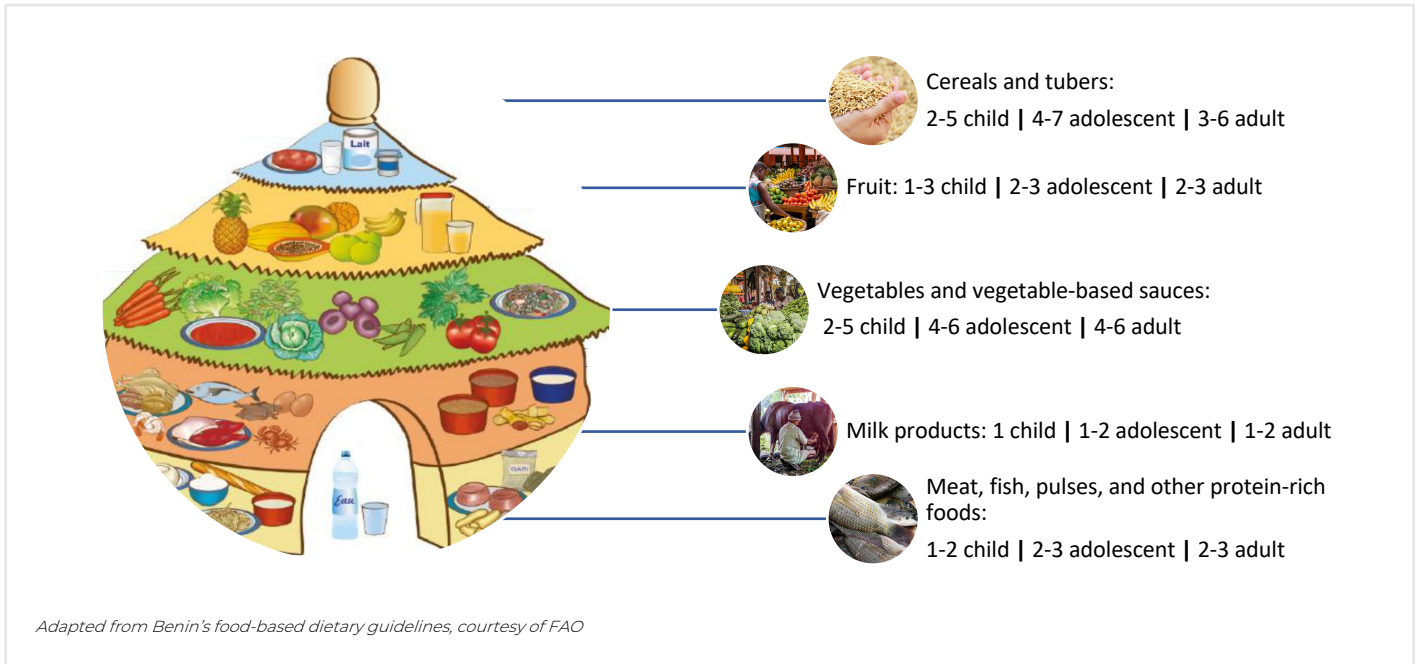 Lait
Eau
GARI
Cereals and tubers:
2-5 child | 4-7 adolescent | 3-6 adult
Fruit: 1-3 child | 2-3 adolescent | 2-3 adult
Vegetables and vegetable-based sauces:
2-5 child | 4-6 adolescent | 4-6 adult
Milk products: 1 child | 1-2 adolescent | 1-2 adult
Meat, fish, pulses, and other protein-rich
foods:
1-2 child | 2-3 adolescent | 2-3 adult
Adapted from Benin's food-based dietary guidelines, courtesy of FAO